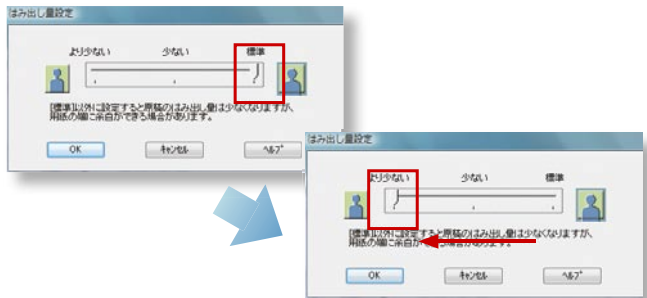 はみ出し量設定
より少ない 少ない 標準
[標準]以外に設定すると原稿のはみ出し量は少なくなりますが、
用紙の端に余白ができる場合があります。
OK キャンセル ヘルプ
はみ出し量設定
より少ない 少ない 標準
[標準]以外に設定すると原稿のはみ出し量は少なくなりますが、
用紙の端に余白ができる場合があります。
OK キャンセル ヘルプ